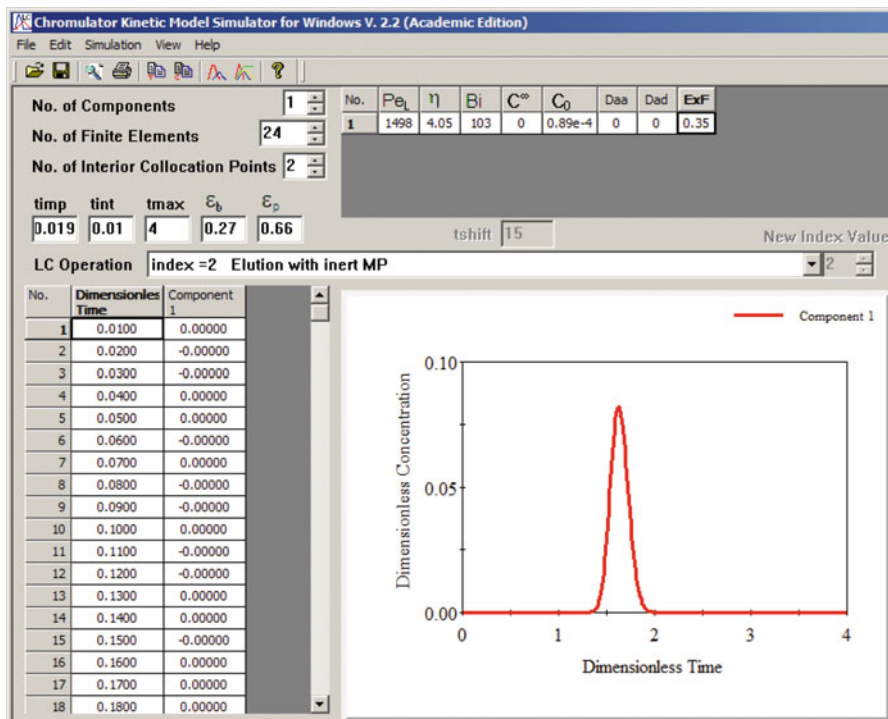 Chromulator Kinetic Model Simulator for Windows V. 2.2 (Academic Edition)
File Edit Simulation View Help
No. of Components 1
No. of Finite Elements 24
No. of Interior Collocation Points 2
No. PeL η Bi C∞ C0 Daa Dad ExF
1 1498 4.05 103 0 0.89e-4 0 0 0.35
timp tint tmax εb εp
0.019 0.01 4 0.27 0.66
tshift 15
New Index Value
LC Operation index =2 Elution with inert MP 2
No. Dimensionles Time Component 1
1 0.0100 0.00000
2 0.0200 -0.00000
3 0.0300 -0.00000
4 0.0400 0.00000
5 0.0500 0.00000
6 0.0600 -0.00000
7 0.0700 0.00000
8 0.0800 -0.00000
9 0.0900 -0.00000
10 0.1000 0.00000
11 0.1100 -0.00000
12 0.1200 -0.00000
13 0.1300 0.00000
14 0.1400 0.00000
15 0.1500 -0.00000
16 0.1600 0.00000
17 0.1700 0.00000
18 0.1800 0.00000
Component 1
Dimensionless Concentration
0.10
0.05
0.00
0 1 2 3 4
Dimensionless Time